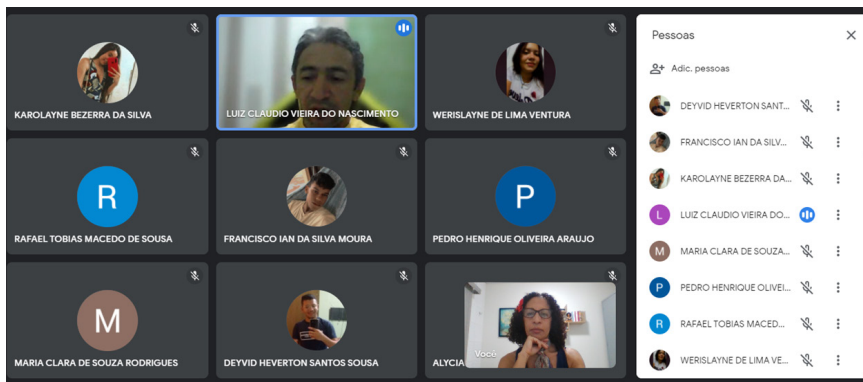 KAROLAYNE BEZERRA DA SILVA
LUIZ CLAUDIO VIEIRA DO NASCIMENTO
WERISLAYNE DE LIMA VENTURA
R
RAFAEL TOBIAS MACEDO DE SOUSA
FRANCISCO IAN DA SILVA MOURA
P
PEDRO HENRIQUE OLIVEIRA ARAUJO
M
MARIA CLARA DE SOUZA RODRIGUES
DEYVID HEVERTON SANTOS SOUSA
ALYCIA
Você
Pessoas
Adic. pessoas
DEYVID HEVERTON SANT...
FRANCISCO IAN DA SILV...
KAROLAYNE BEZERRA DA...
L
LUIZ CLAUDIO VIEIRA DO...
M
MARIA CLARA DE SOUZA...
P
PEDRO HENRIQUE OLIVEI...
R
RAFAEL TOBIAS MACED...
WERISLAYNE DE LIMA VE...